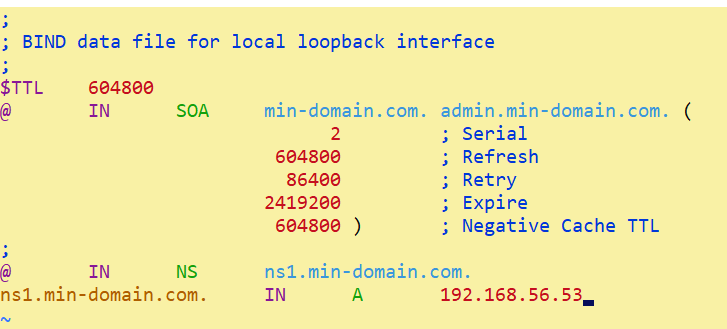 ;
; BIND data file for local loopback interface
;
$TTL 604800
@ IN SOA min-domain.com. admin.min-domain.com. (
2 ; Serial
604800 ; Refresh
86400 ; Retry
2419200 ; Expire
604800 ) ; Negative Cache TTL
;
@ IN NS ns1.min-domain.com.
ns1.min-domain.com. IN A 192.168.56.53
~